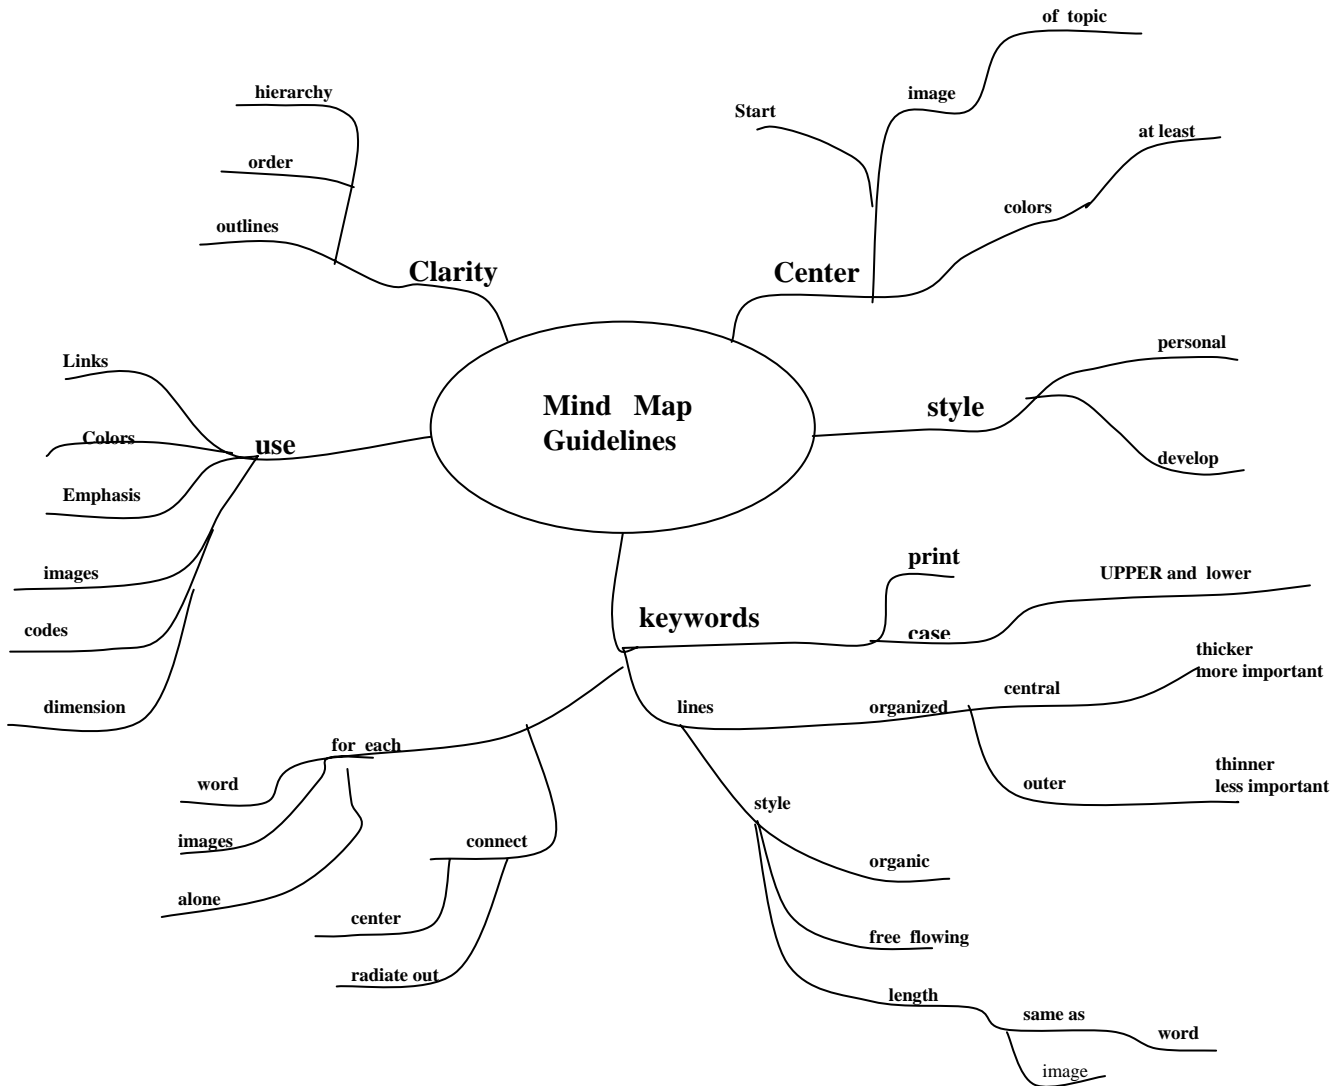 of topic
hierarchy
image
Start
at least
order
colors
outlines
Clarity
Center
personal
Links
Mind Map
Guidelines
style
Colors
use
develop
Emphasis
print
images
UPPER and lower
codes
keywords
case
thicker
more important
central
dimension
lines
organized
for each
thinner
less important
word
outer
style
images
connect
organic
alone
center
free flowing
radiate out
length
same as
word
image